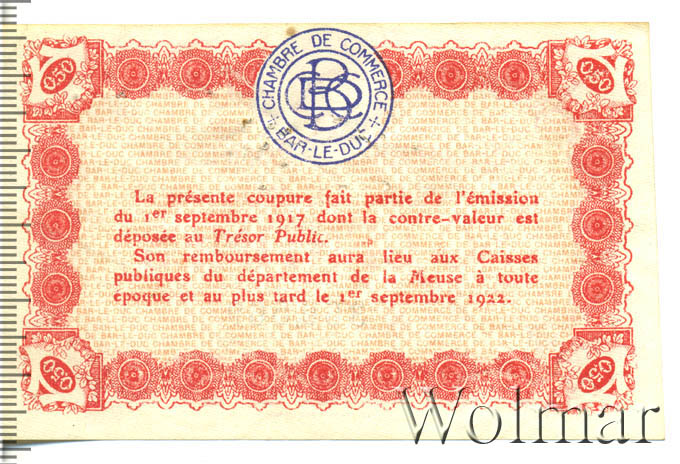 0,50
0,50
CHAMBRE DE COMMERCE
BAR-LE-DUC
La présente coupure fait partie de l'émission
du 1er septembre 1917 dont la contre-valeur est
déposée au Trésor Public.
Son remboursement aura lieu aux Caisses
publiques du département de la Meuse à toute
époque et au plus tard le 1er septembre 1922.
0,50
0,50
Wolmar